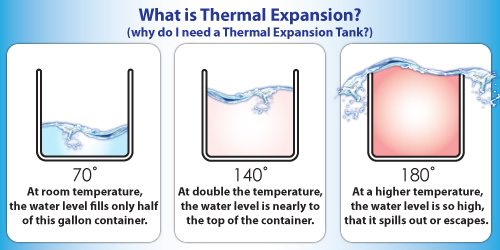 What is Thermal Expansion?
(why do I need a Thermal Expansion Tank?)
70°
At room temperature,
the water level fills only half
of this gallon container.
140°
At double the temperature,
the water level is nearly to
the top of the container.
180°
At a higher temperature,
the water level is so high,
that it spills out or escapes.